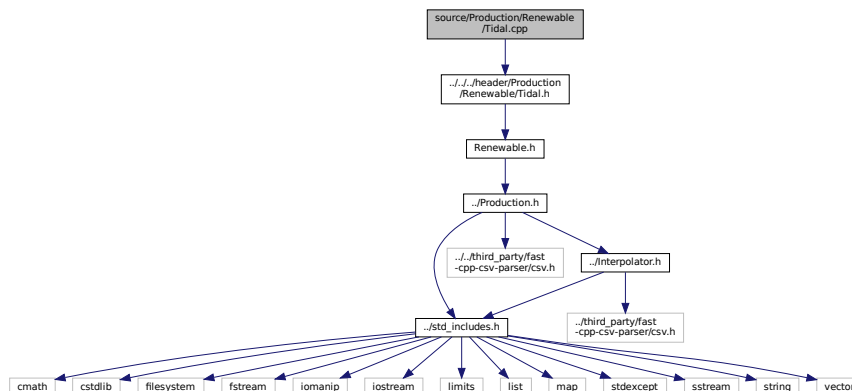 source/Production/Renewable
/Tidal.cpp
../../../header/Production
/Renewable/Tidal.h
Renewable.h
../Production.h
../../third_party/fast
-cpp-csv-parser/csv.h
../Interpolator.h
../third_party/fast
-cpp-csv-parser/csv.h
../std_includes.h
cmath cstdlib filesystem fstream iomanip iostream limits list map stdexcept sstream string vector